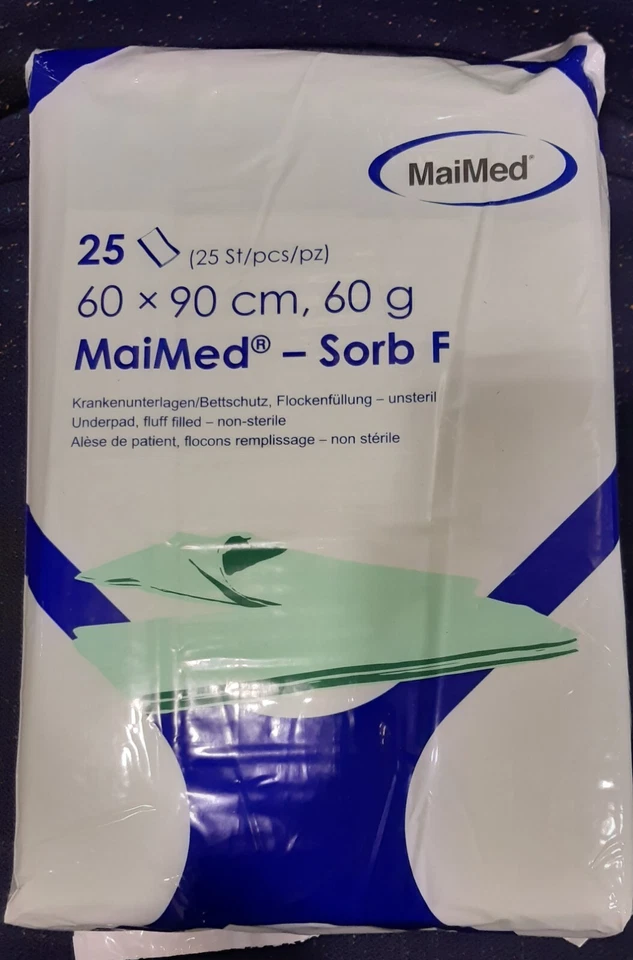 MaiMed®
25 (25 St/pcs/pz)
60 × 90 cm, 60 g
MaiMed® – Sorb F
Krankenunterlagen/Bettschutz, Flockenfüllung – unsteril
Underpad, fluff filled – non-sterile
Alèse de patient, flocons remplissage – non stérile